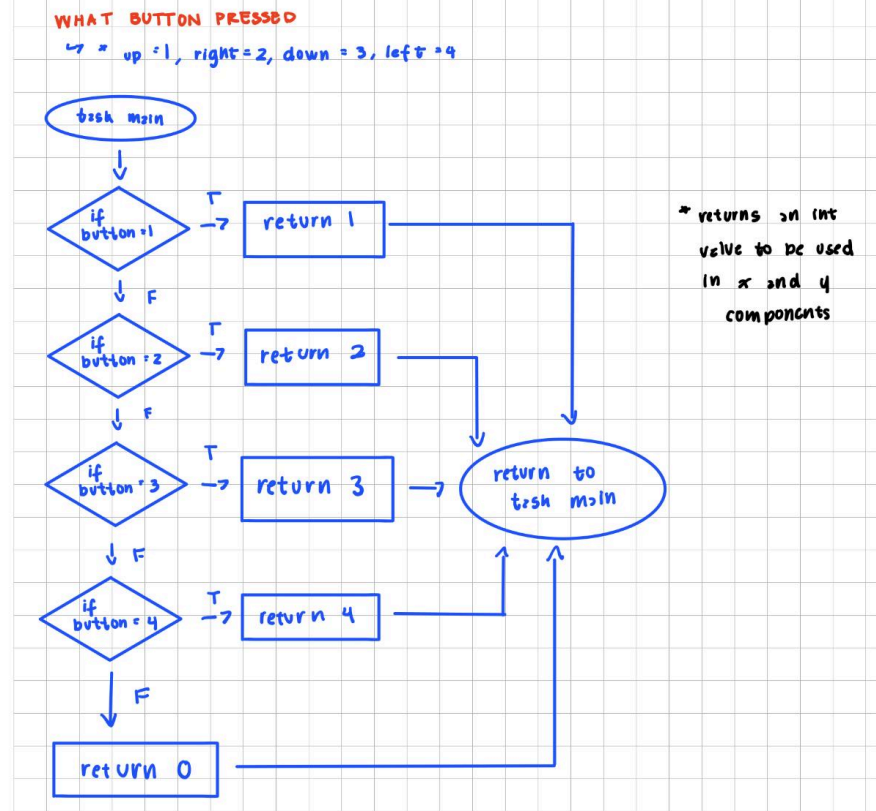 WHAT BUTTON PRESSED
* up = 1, right = 2, down = 3, left = 4
task main
if
button = 1
T
return 1
F
if
button = 2
T
return 2
F
if
button = 3
T
return 3
F
if
button = 4
T
return 4
F
return 0
return to
task main
* returns an int
value to be used
in x and y
components